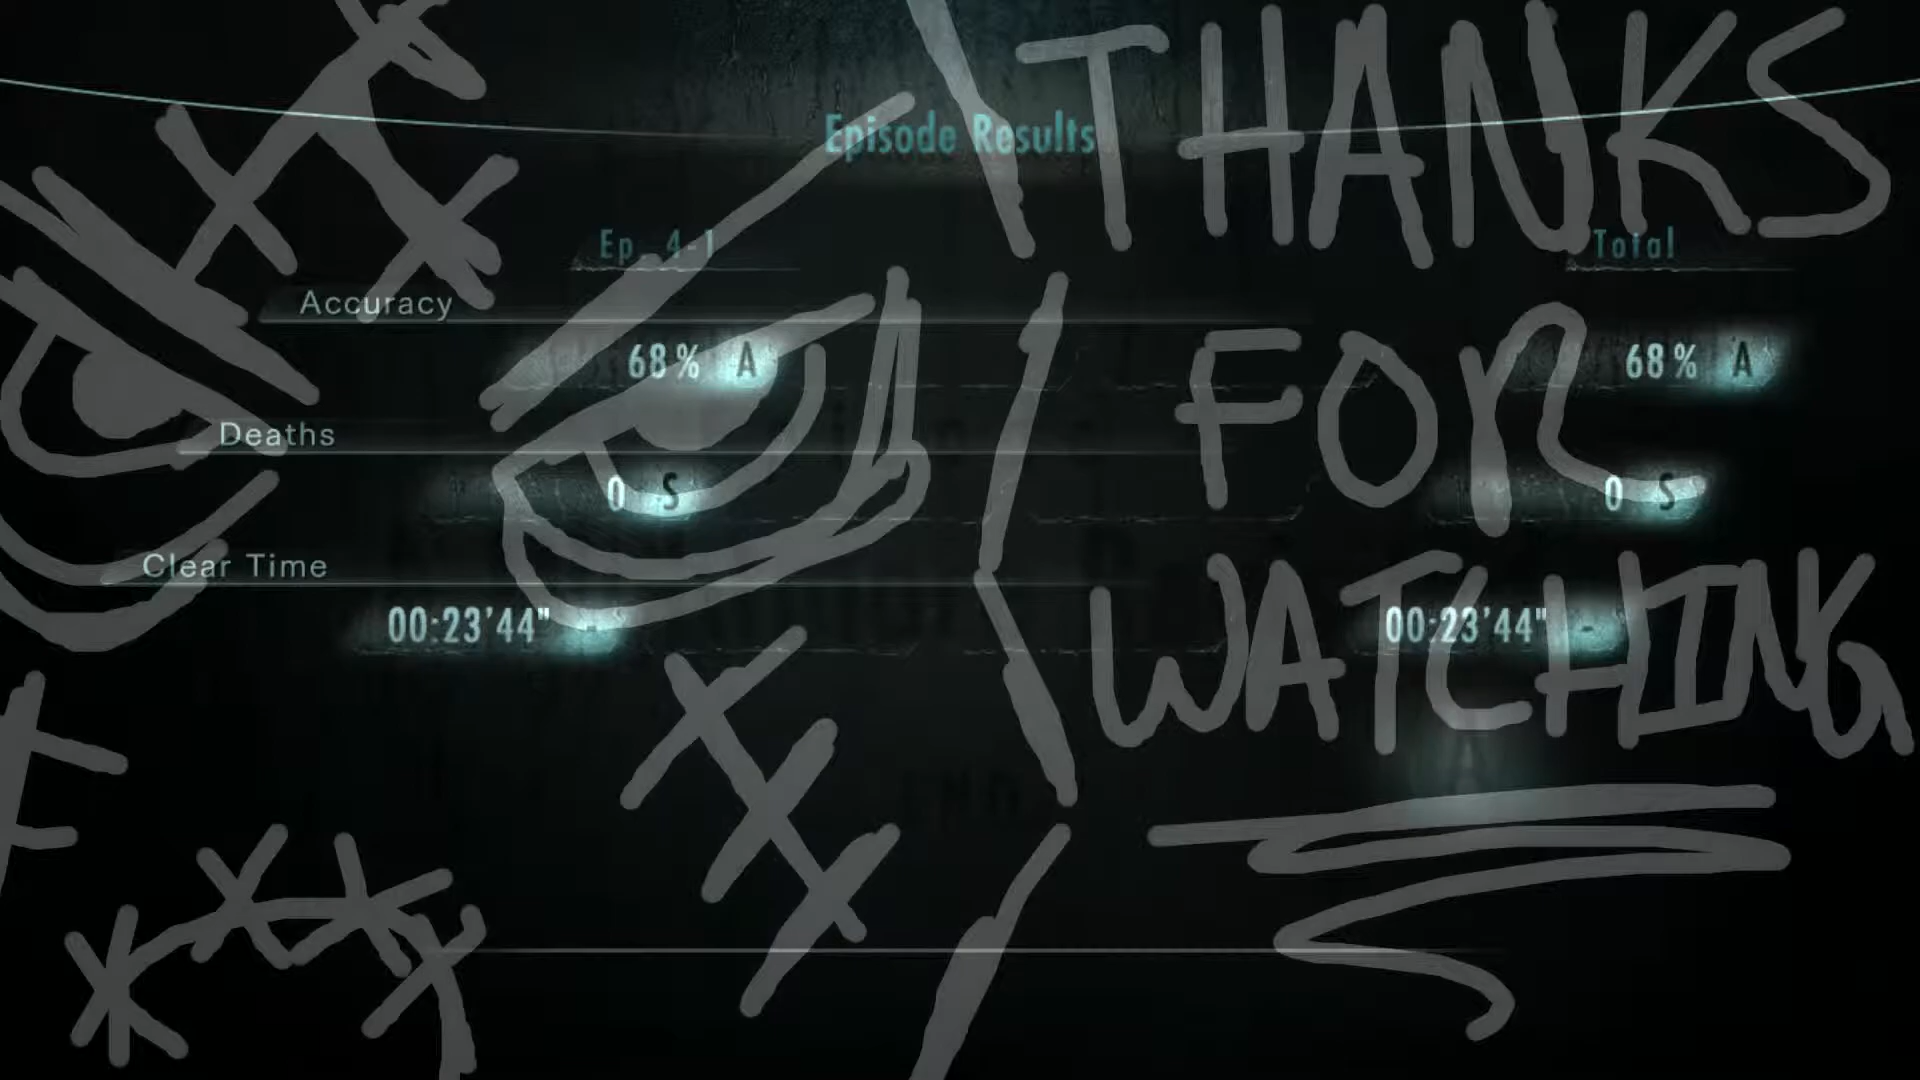 THANKS
FOR
WATCHING
Episode Results
Ep. 4-1 Total
Accuracy
68% A 68% A
Deaths
0 S 0 S
Clear Time
00:23'44" - 00:23'44" -